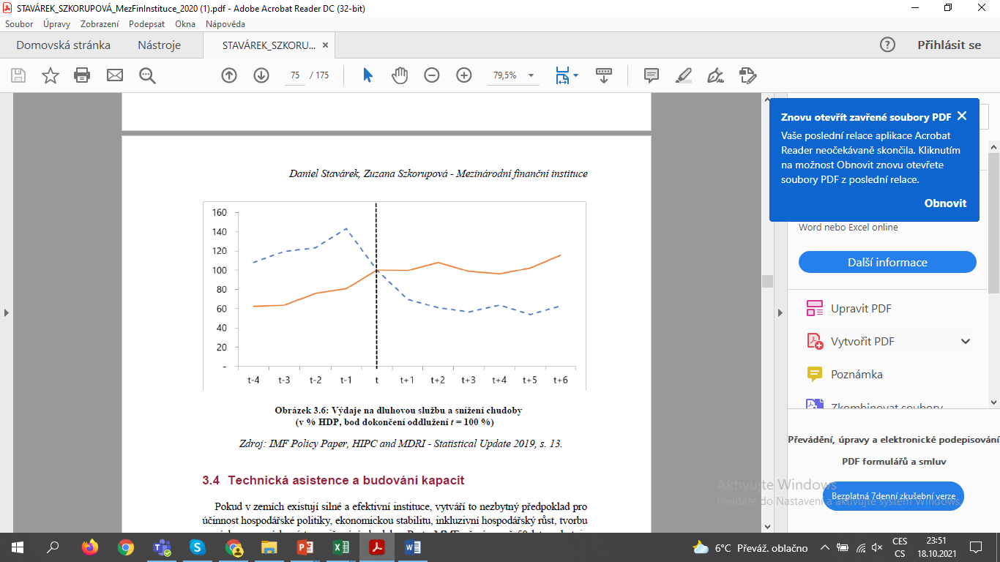 STAVÁREK_SZKORUPOVÁ_MezFinInstituce_2020 (1).pdf - Adobe Acrobat Reader DC (32-bit)
Soubor Úpravy Zobrazení Podepsat Okna Nápověda
Domovská stránka Nástroje STAVÁREK_SZKORU... × Přihlásit se
75 / 175 79,5%
Znovu otevřít zavřené soubory PDF
Vaše poslední relace aplikace Acrobat
Reader neočekávaně skončila. Kliknutím
na možnost Obnovit znovu otevřete
soubory PDF z poslední relace.
Obnovit
Word nebo Excel online
Další informace
Upravit PDF
Vytvořit PDF
Poznámka
Zkombinovat soubory
Převádění, úpravy a elektronické podepisování
PDF formulářů a smluv
Bezplatná 7denní zkušební verze
Aktivujte Windows
Přejděte do Nastavení a aktivujte systém Windows.
Daniel Stavárek, Zuzana Szkorupová - Mezinárodní finanční instituce
160
140
120
100
80
60
40
20
-
t-4 t-3 t-2 t-1 t t+1 t+2 t+3 t+4 t+5 t+6
Obrázek 3.6: Výdaje na dluhovou službu a snížení chudoby
(v % HDP, bod dokončení oddlužení t = 100 %)
Zdroj: IMF Policy Paper, HIPC and MDRI - Statistical Update 2019, s. 13.
3.4 Technická asistence a budování kapacit
Pokud v zemích existují silné a efektivní instituce, vytváří to nezbytný předpoklad pro
účinnost hospodářské politiky, ekonomickou stabilitu, inkluzivní hospodářský růst, tvorbu
6°C Převáž. oblačno
CES
CS
23:51
18.10.2021